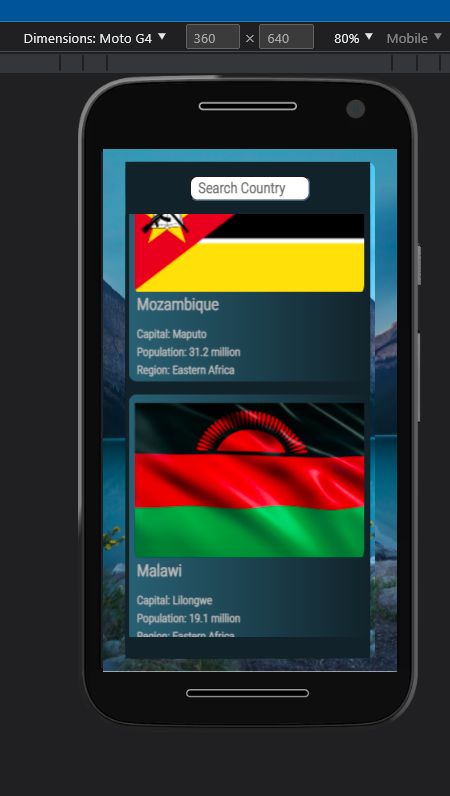 Dimensions: Moto G4 ▼ 360 × 640 80% ▼ Mobile ▼
Search Country
Mozambique
Capital: Maputo
Population: 31.2 million
Region: Eastern Africa
Malawi
Capital: Lilongwe
Population: 19.1 million
Region: Eastern Africa